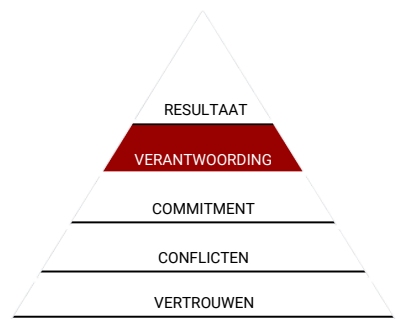 RESULTAAT
VERANTWOORDING
COMMITMENT
CONFLICTEN
VERTROUWEN